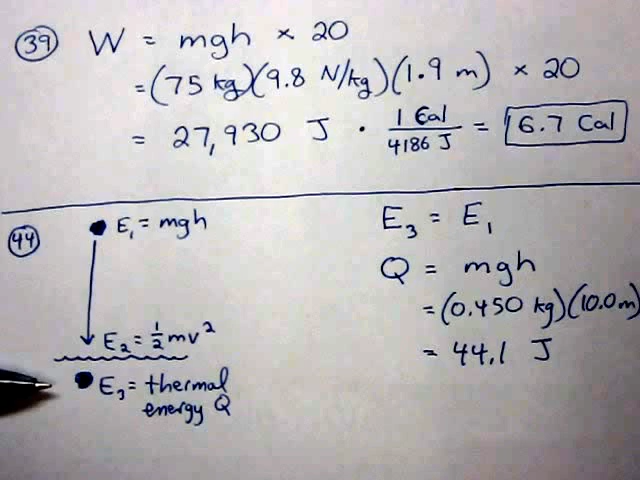 39 W = mgh × 20
= (75 kg)(9.8 N/kg)(1.9 m) × 20
= 27,930 J · 1 Cal / 4186 J = 6.7 Cal
44 E₁ = mgh
E₂ = ½mv²
E₃ = thermal
energy Q
E₃ = E₁
Q = mgh
= (0.450 kg)(10.0 m)
= 44.1 J